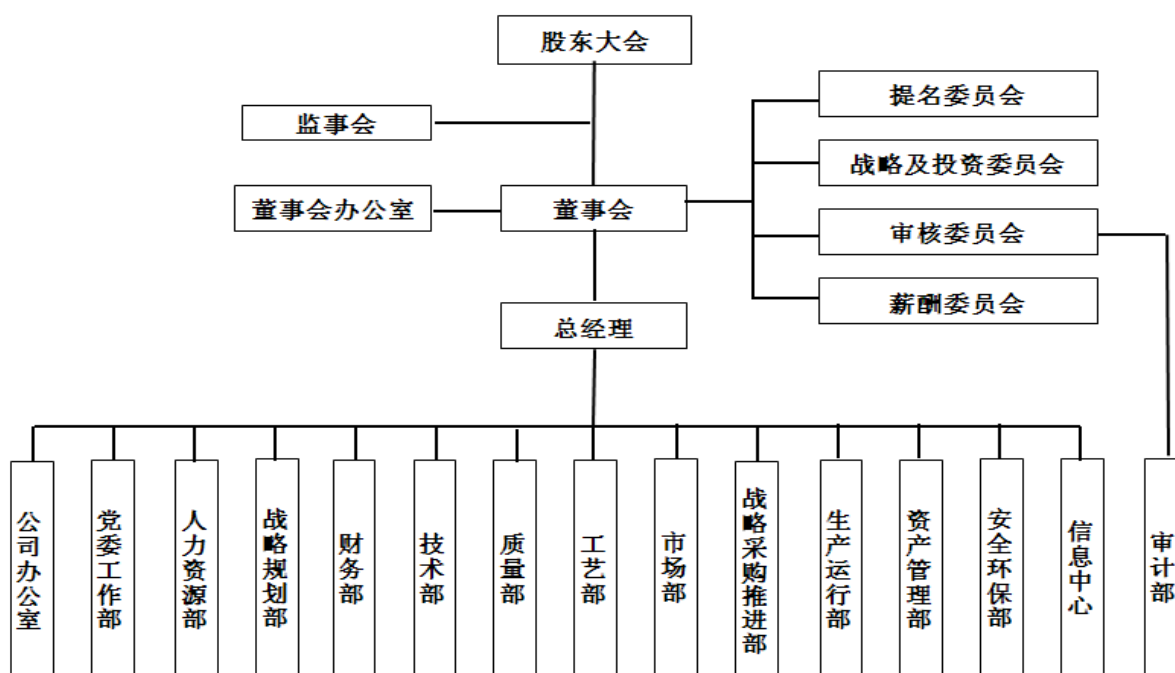 股东大会
提名委员会
监事会
战略及投资委员会
董事会办公室
董事会
审核委员会
薪酬委员会
总经理
公司办公室
党委工作部
人力资源部
战略规划部
财务部
技术部
质量部
工艺部
市场部
战略采购推进部
生产运行部
资产管理部
安全环保部
信息中心
审计部